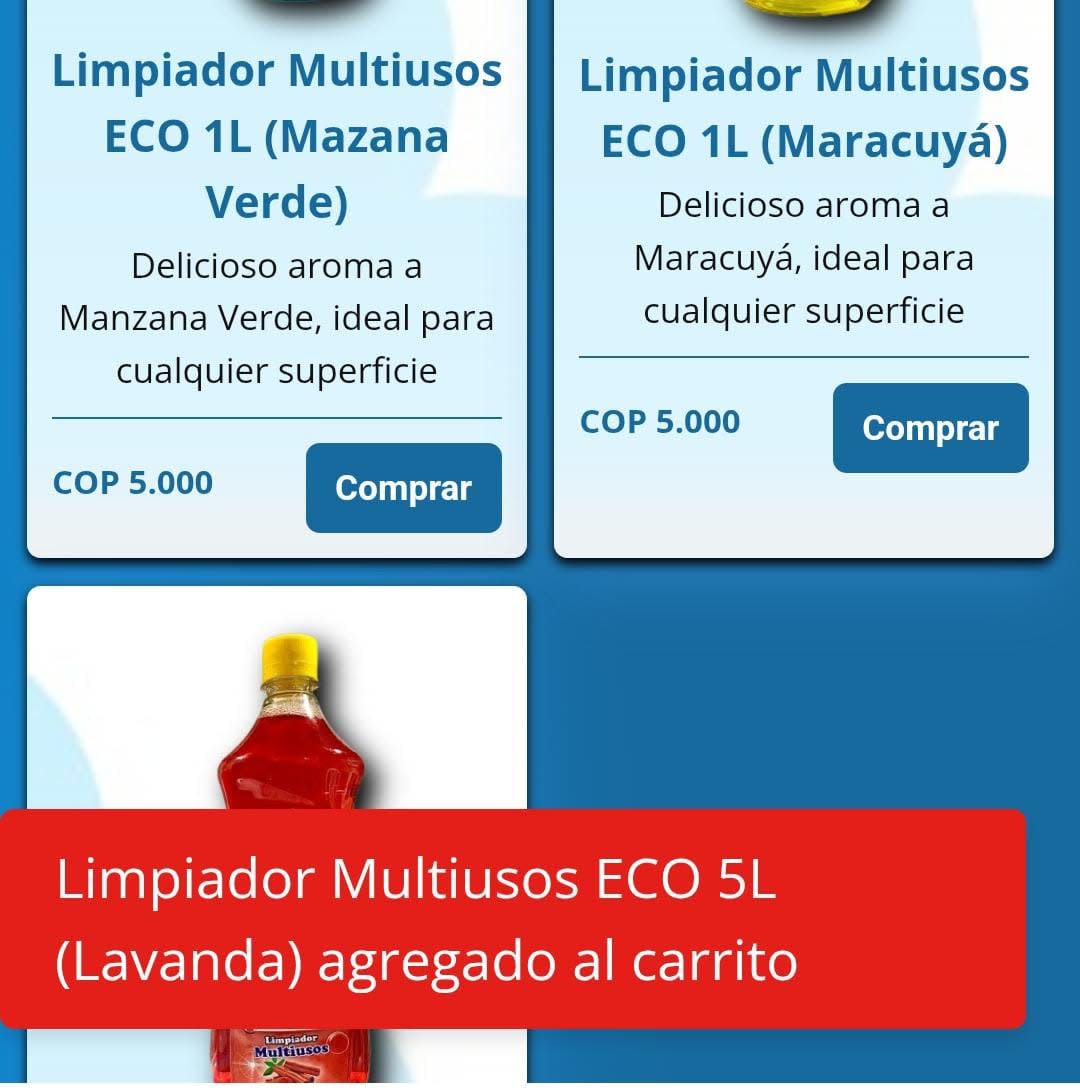 Limpiador Multiusos
ECO 1L (Mazana
Verde)
Delicioso aroma a
Manzana Verde, ideal para
cualquier superficie
COP 5.000
Comprar
Limpiador Multiusos
ECO 1L (Maracuyá)
Delicioso aroma a
Maracuyá, ideal para
cualquier superficie
COP 5.000
Comprar
Limpiador Multiusos ECO 5L
(Lavanda) agregado al carrito
Limpiador
Multiusos